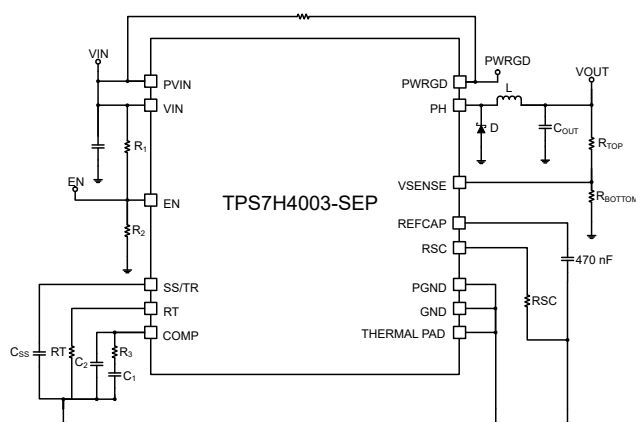 VIN
PVIN
VIN
R1
EN
EN
R2
SS/TR
RT
COMP
CSS
RT
C2
R3
C1
TPS7H4003-SEP
PWRGD
PH
VSENSE
REFCAP
RSC
PGND
GND
THERMAL PAD
PWRGD
L
VOUT
D
COUT
RTOP
RBOTTOM
470 nF
RSC